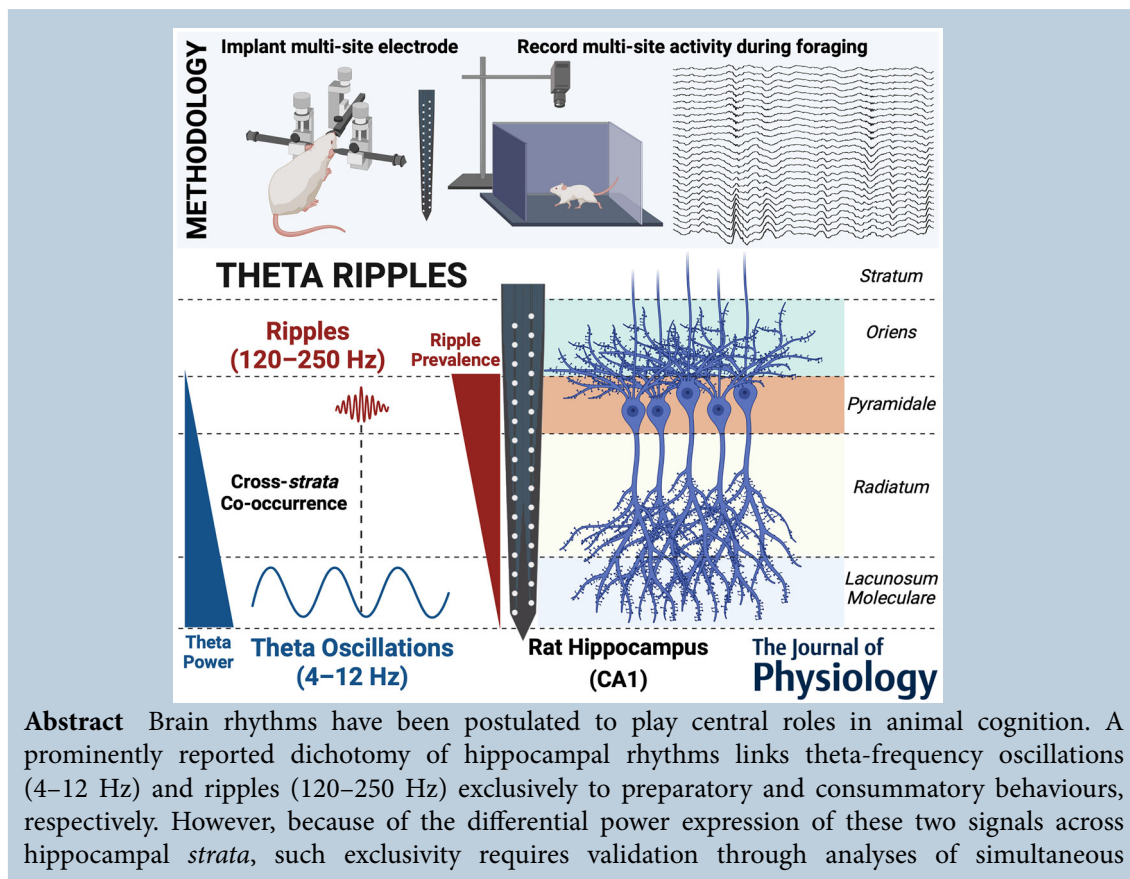 METHODOLOGY
Implant multi-site electrode
Record multi-site activity during foraging
THETA RIPPLES
Stratum
Ripples
(120–250 Hz)
Ripple
Prevalence
Oriens
Pyramidale
Cross-strata
Co-occurrence
Radiatum
Lacunosum
Moleculare
Theta
Power
Theta Oscillations
(4–12 Hz)
Rat Hippocampus
(CA1)
The Journal of
Physiology
Abstract Brain rhythms have been postulated to play central roles in animal cognition. A
prominently reported dichotomy of hippocampal rhythms links theta-frequency oscillations
(4–12 Hz) and ripples (120–250 Hz) exclusively to preparatory and consummatory behaviours,
respectively. However, because of the differential power expression of these two signals across
hippocampal strata, such exclusivity requires validation through analyses of simultaneous